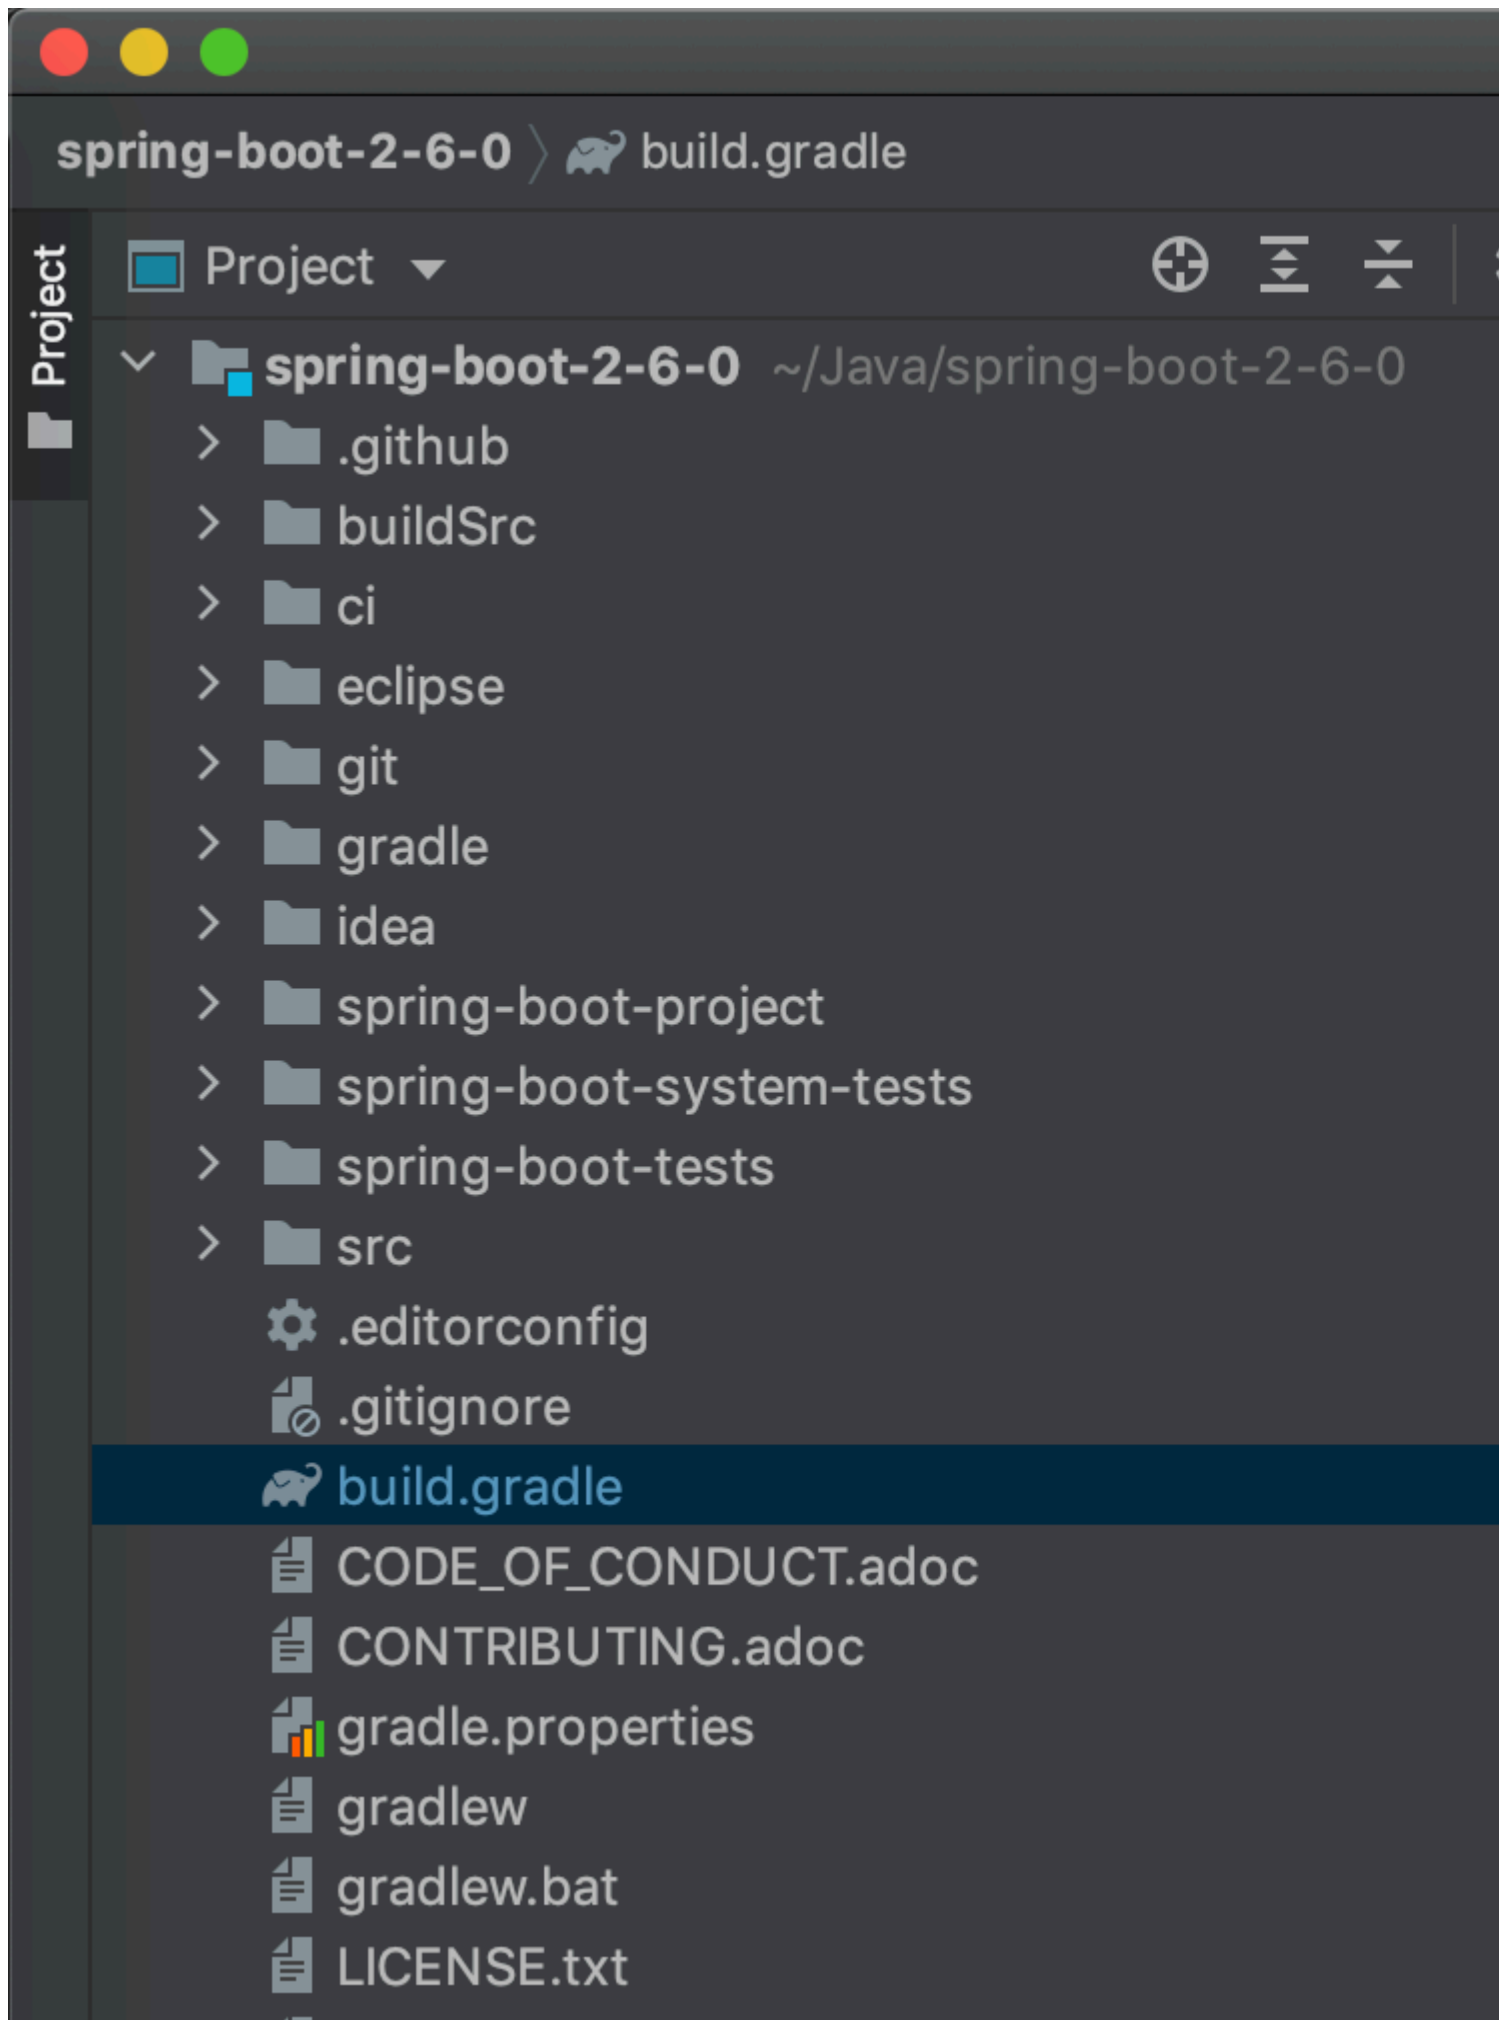 spring-boot-2-6-0 build.gradle
Project
Project
spring-boot-2-6-0 ~/Java/spring-boot-2-6-0
.github
buildSrc
ci
eclipse
git
gradle
idea
spring-boot-project
spring-boot-system-tests
spring-boot-tests
src
.editorconfig
.gitignore
build.gradle
CODE_OF_CONDUCT.adoc
CONTRIBUTING.adoc
gradle.properties
gradlew
gradlew.bat
LICENSE.txt